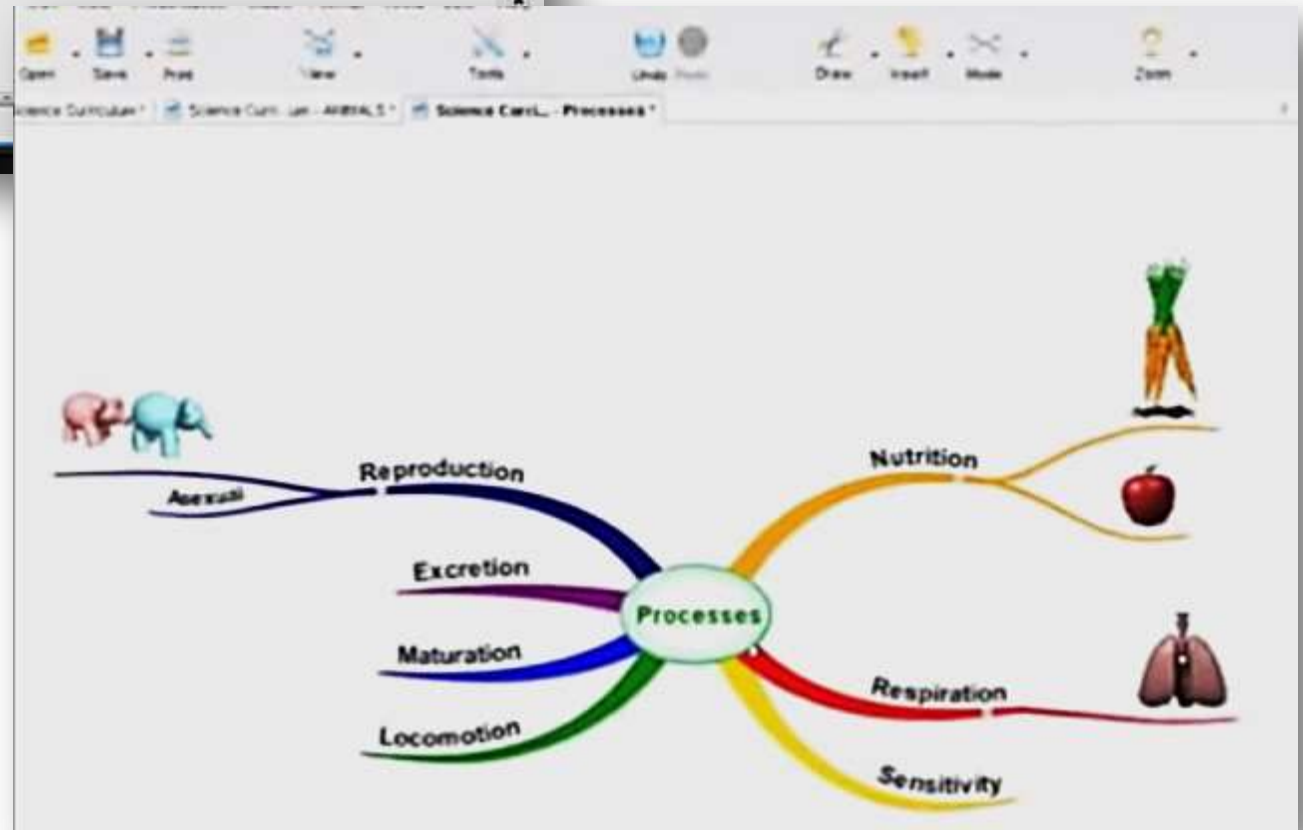 Open
Save
Print
View
Tools
Undo
Draw
Insert
Mode
Zoom
Science Curriculum *
ANIMALS *
- Processes *
Reproduction
Asexual
Excretion
Maturation
Locomotion
Processes
Nutrition
Respiration
Sensitivity